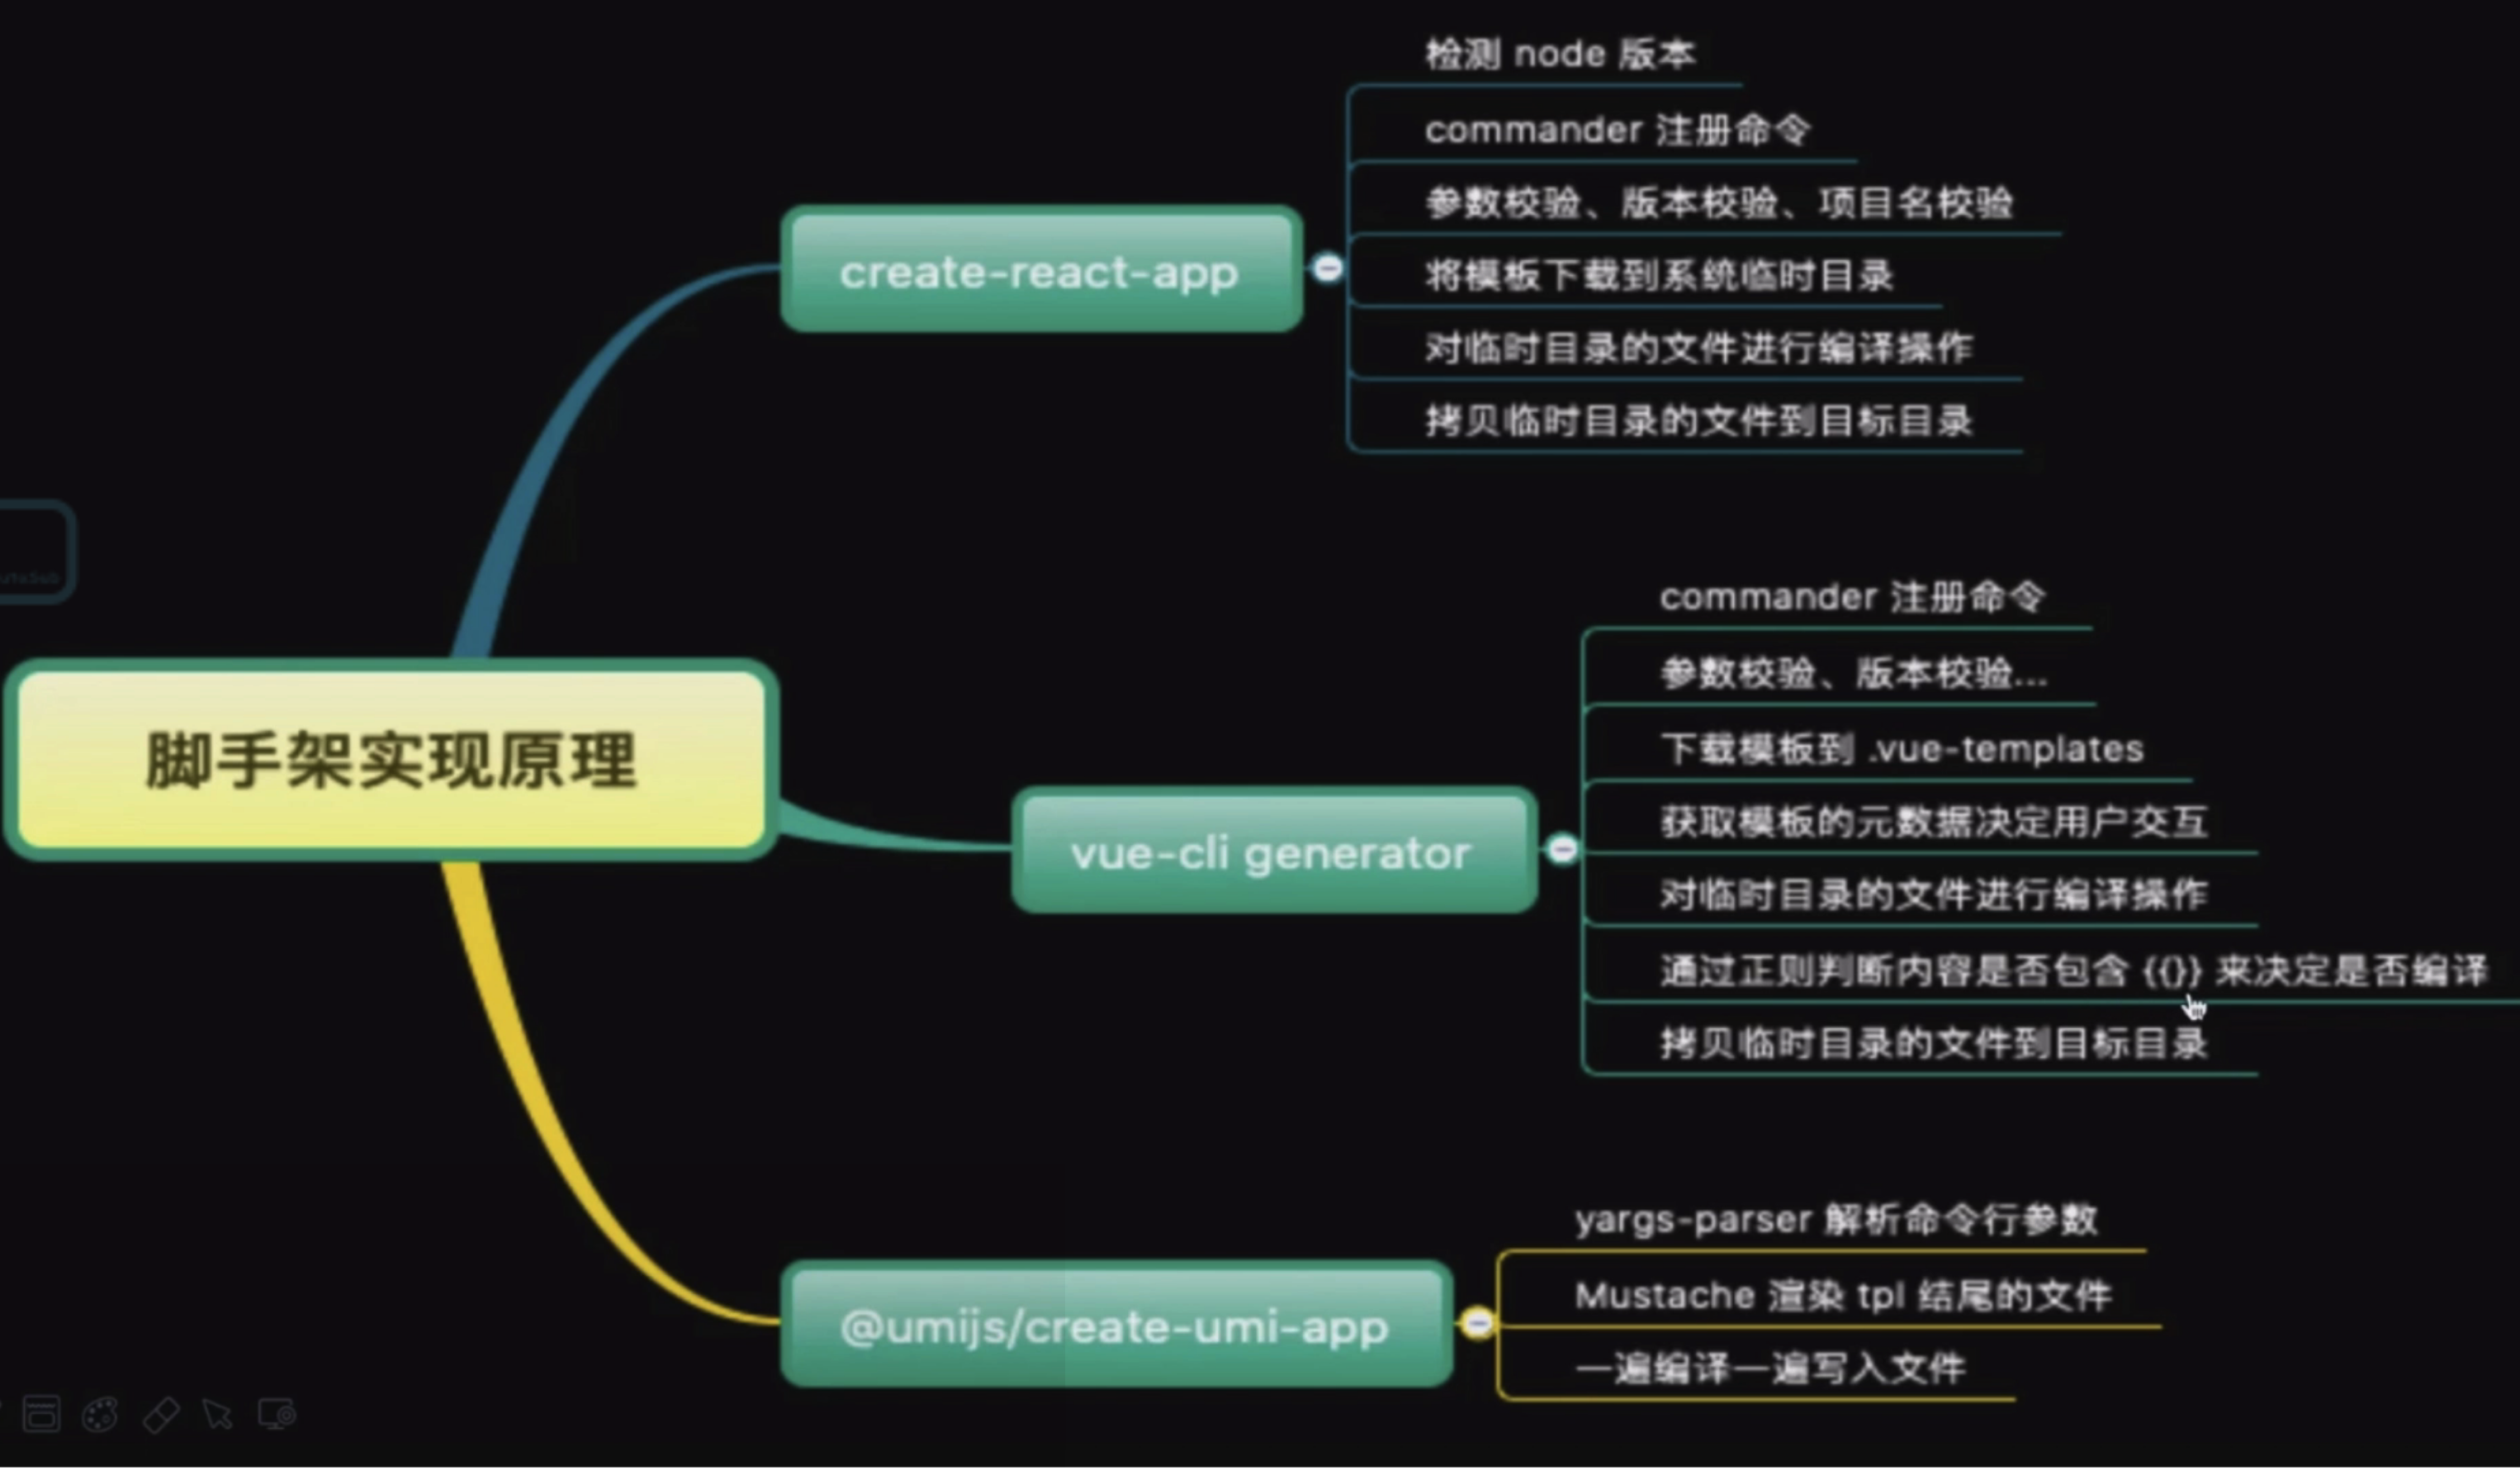 脚手架实现原理
create-react-app
检测 node 版本
commander 注册命令
参数校验、版本校验、项目名校验
将模板下载到系统临时目录
对临时目录的文件进行编译操作
拷贝临时目录的文件到目标目录
vue-cli generator
commander 注册命令
参数校验、版本校验...
下载模板到 .vue-templates
获取模板的元数据决定用户交互
对临时目录的文件进行编译操作
通过正则判断内容是否包含 {{}} 来决定是否编译
拷贝临时目录的文件到目标目录
@umijs/create-umi-app
yargs-parser 解析命令行参数
Mustache 渲染 tpl 结尾的文件
一遍编译一遍写入文件